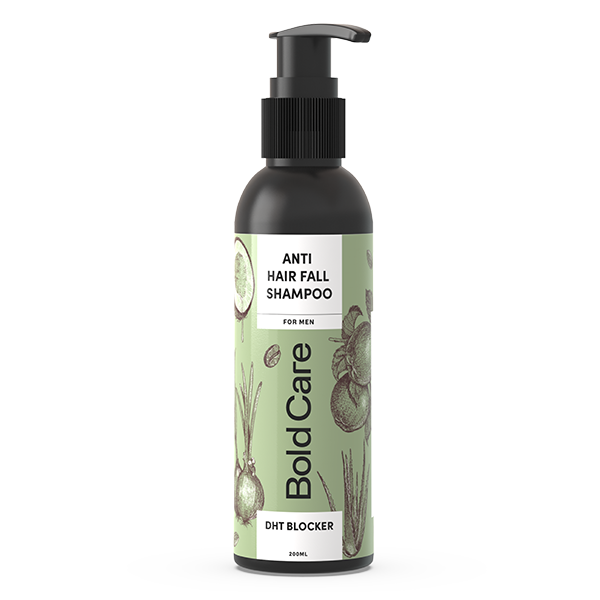 ANTI
HAIR FALL
SHAMPOO
FOR MEN
Bold Care
DHT BLOCKER
200ML